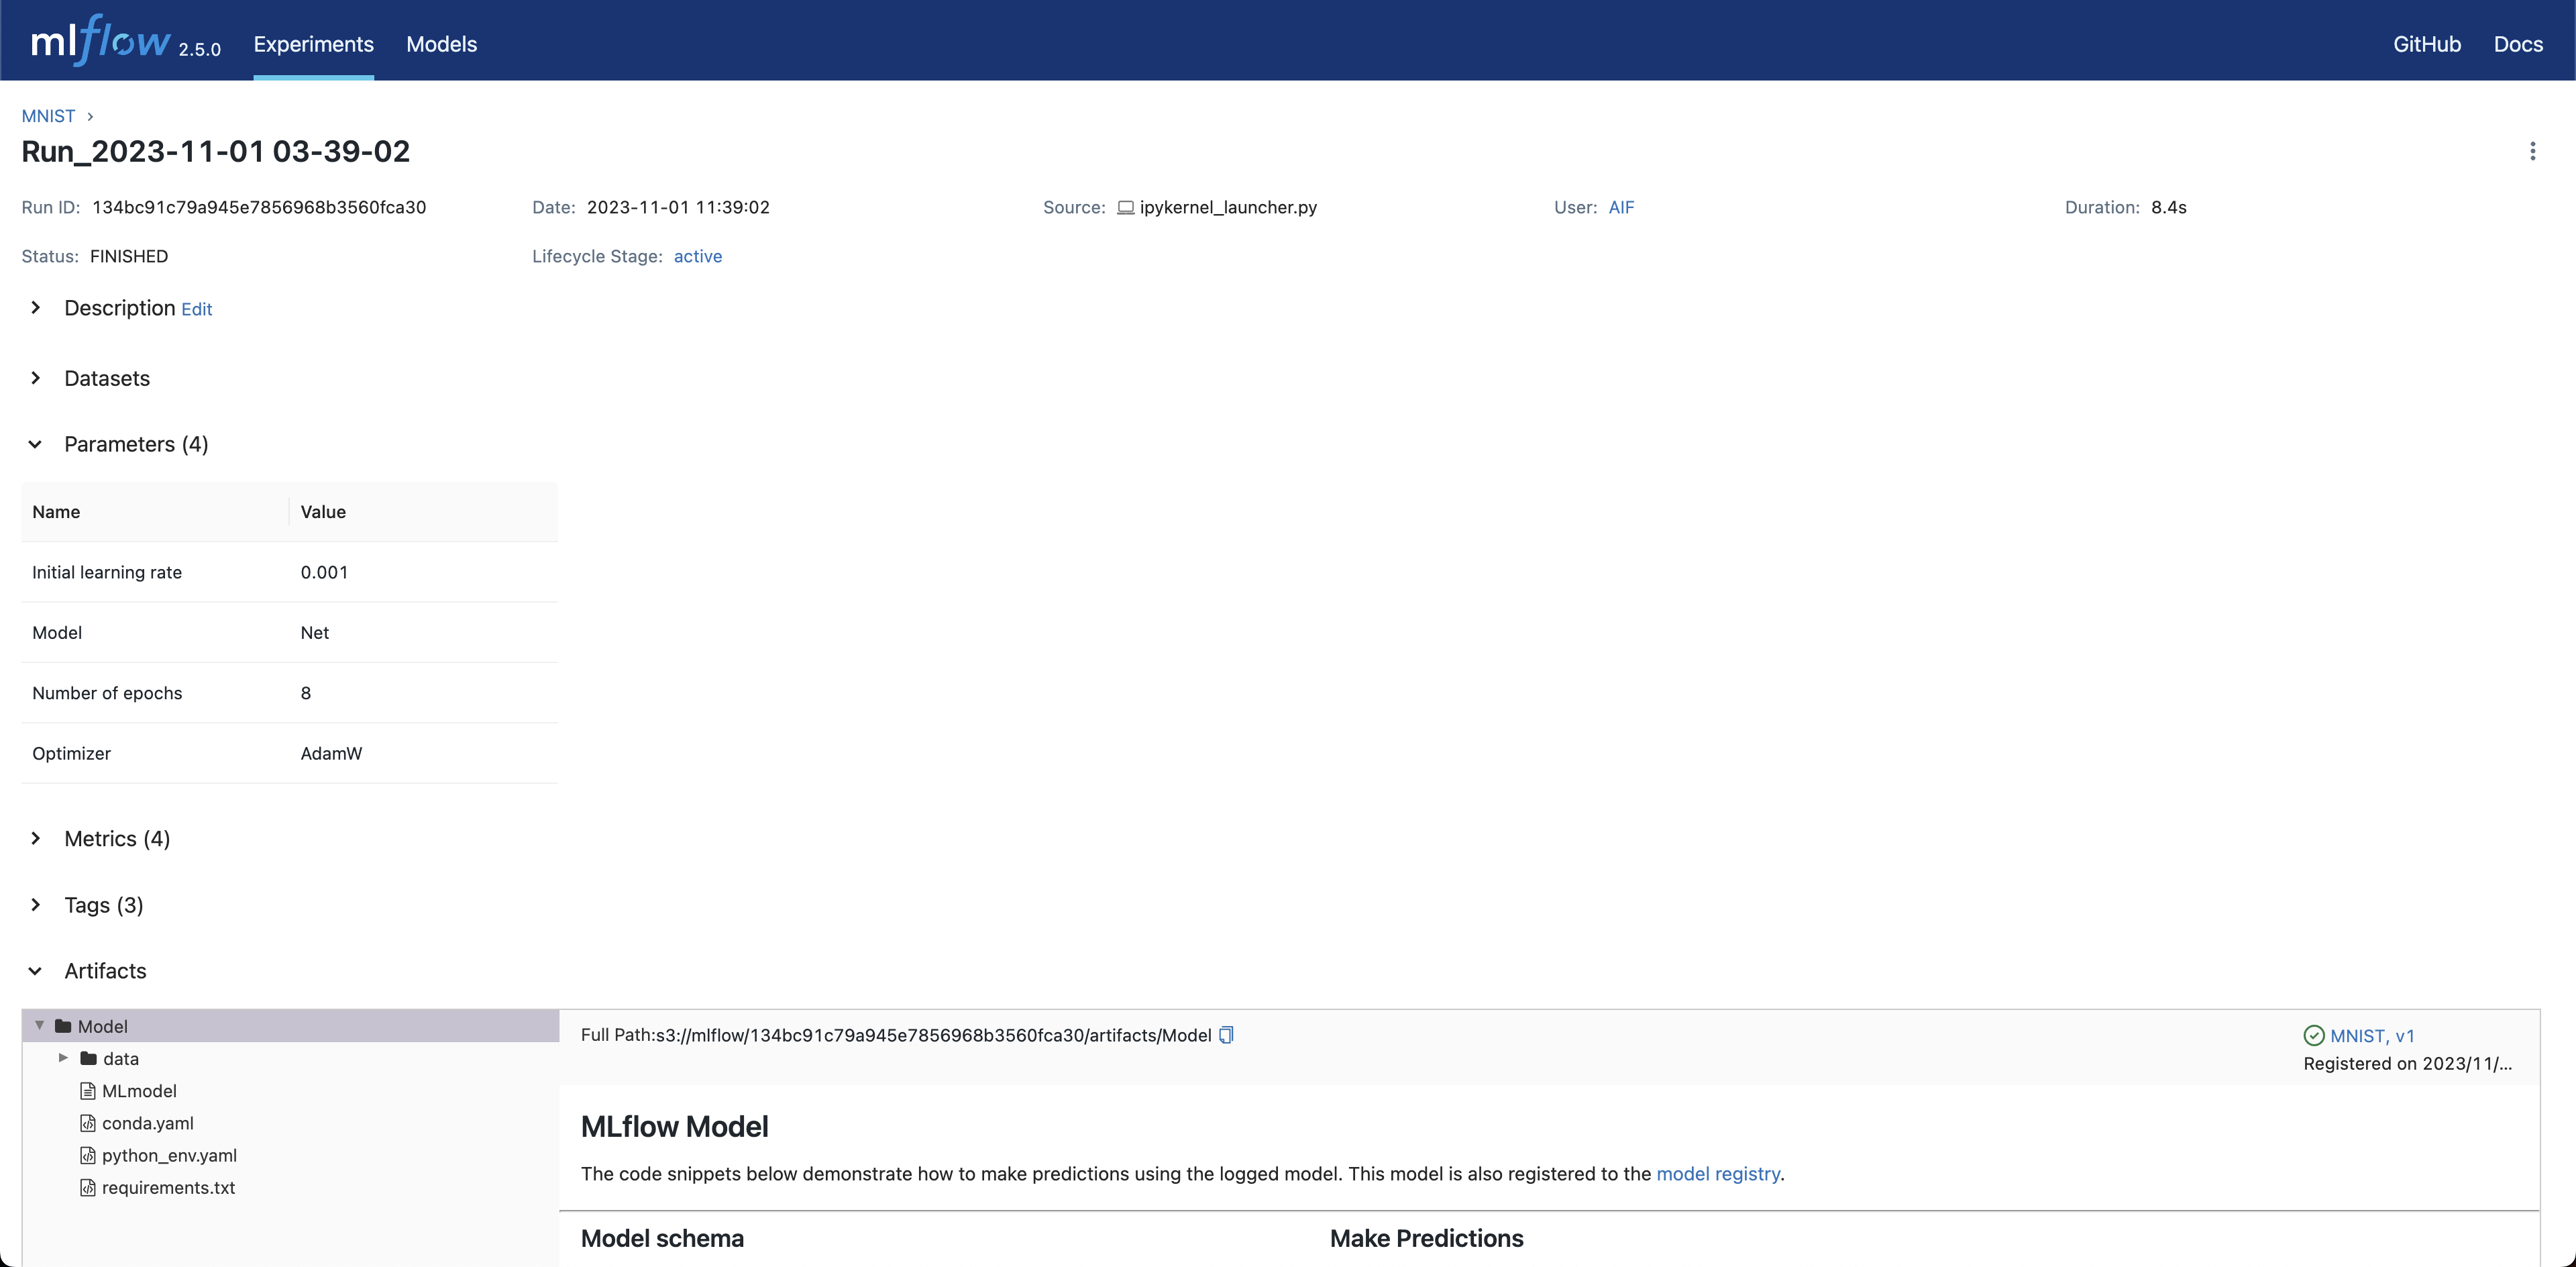 mlflow 2.5.0 Experiments Models GitHub Docs
MNIST
Run_2023-11-01 03-39-02
Run ID: 134bc91c79a945e7856968b3560fca30 Date: 2023-11-01 11:39:02 Source: ipykernel_launcher.py User: AIF Duration: 8.4s
Status: FINISHED Lifecycle Stage: active
Description Edit
Datasets
Parameters (4)
Name Value
Initial learning rate 0.001
Model Net
Number of epochs 8
Optimizer AdamW
Metrics (4)
Tags (3)
Artifacts
Model
data
MLmodel
conda.yaml
python_env.yaml
requirements.txt
Full Path:s3://mlflow/134bc91c79a945e7856968b3560fca30/artifacts/Model
MNIST, v1
Registered on 2023/11/...
MLflow Model
The code snippets below demonstrate how to make predictions using the logged model. This model is also registered to the model registry.
Model schema Make Predictions